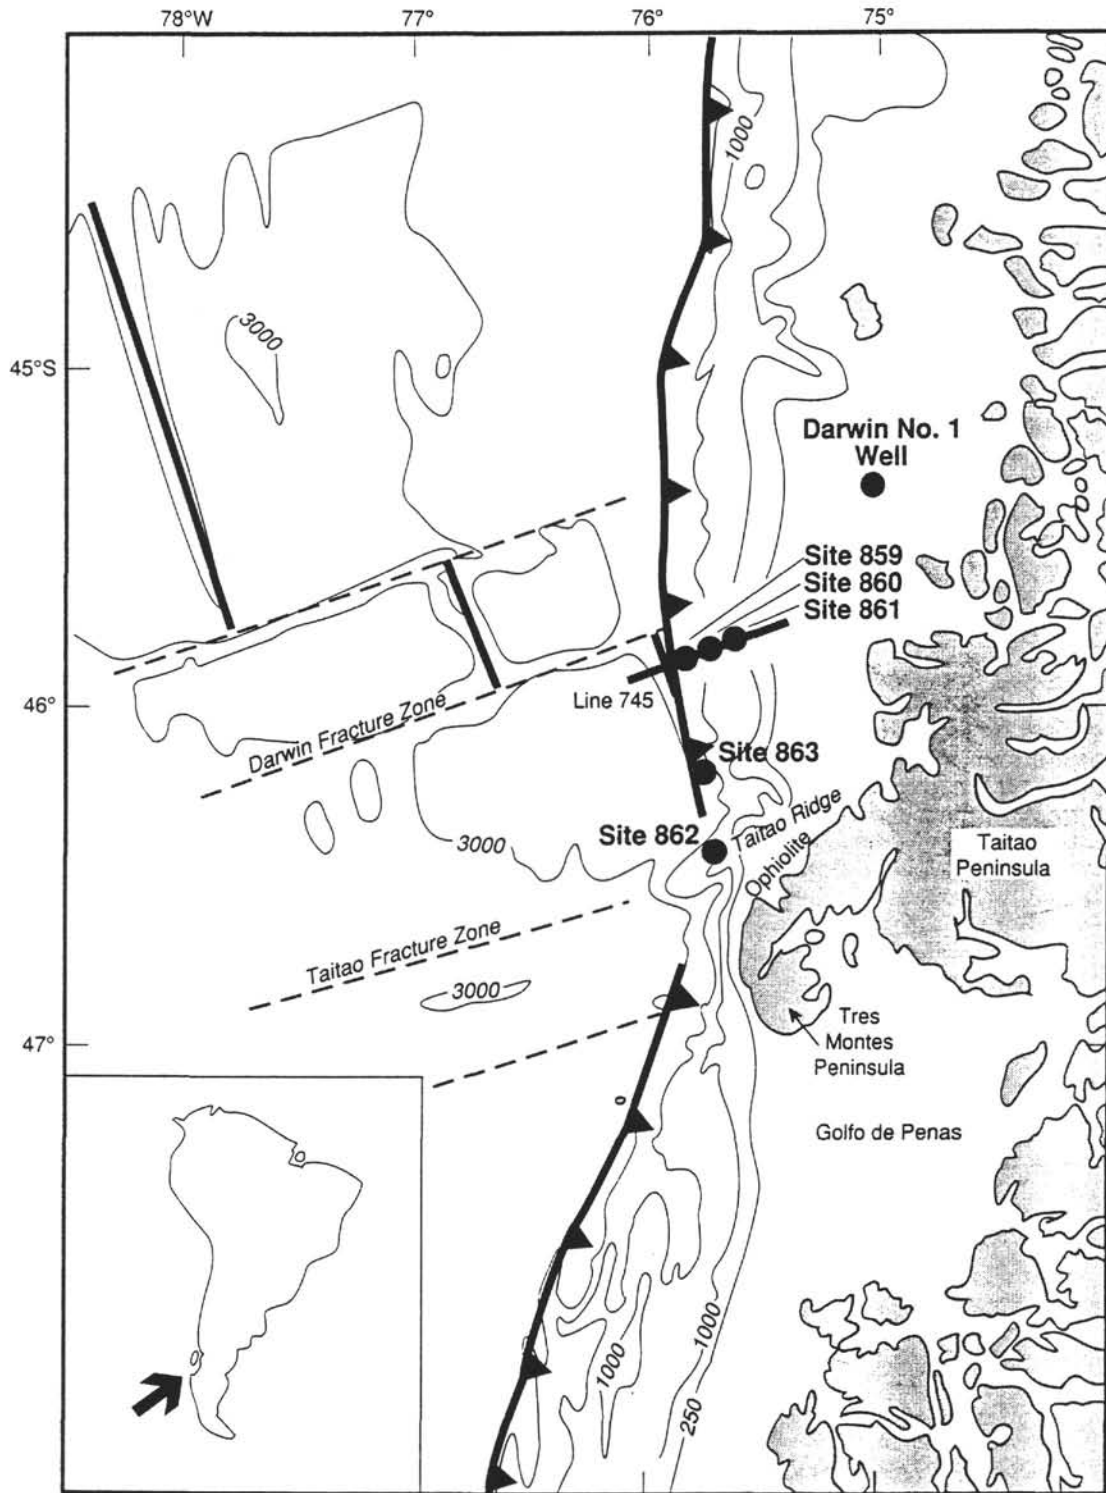 78°W
77°
76°
75°
1000
3000
45°S
Darwin No. 1
Well
Site 859
Site 860
Site 861
Line 745
46°
Darwin Fracture Zone
Site 863
Site 862
Taitao Ridge
Ophiolite
3000
Taitao
Peninsula
Taitao Fracture Zone
3000
47°
Tres
Montes
Peninsula
Golfo de Penas
1000
1000
250